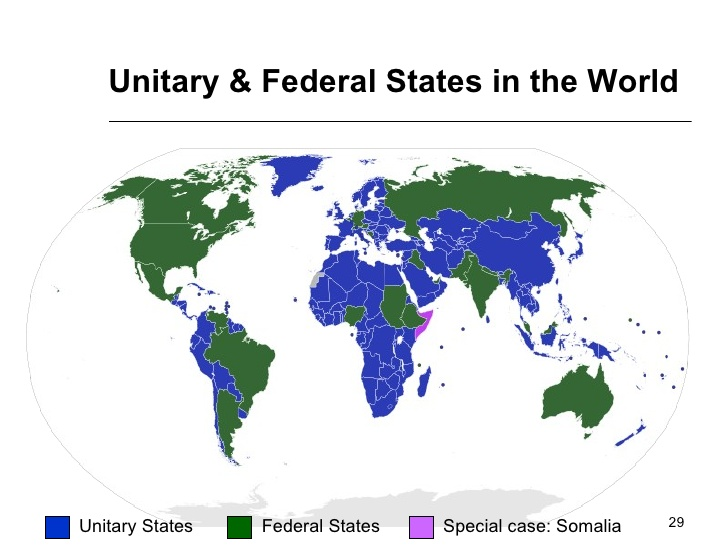 Unitary & Federal States in the World
Unitary States
Federal States
Special case: Somalia
29